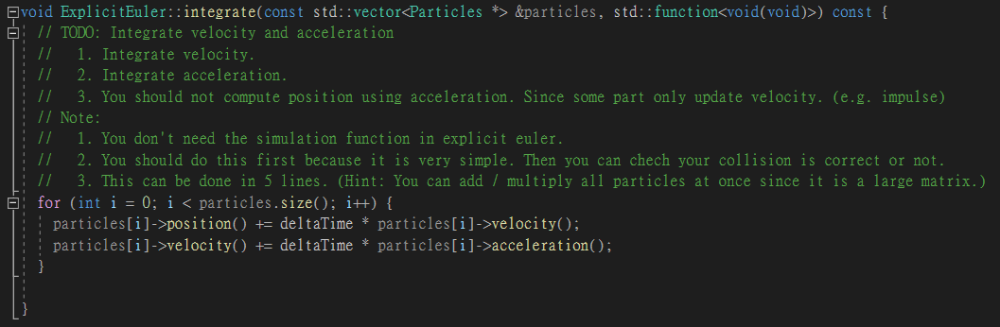 void ExplicitEuler::integrate(const std::vector<Particles *> &particles, std::function<void(void)>) const {
// TODO: Integrate velocity and acceleration
//   1. Integrate velocity.
//   2. Integrate acceleration.
//   3. You should not compute position using acceleration. Since some part only update velocity. (e.g. impulse)
// Note:
//   1. You don't need the simulation function in explicit euler.
//   2. You should do this first because it is very simple. Then you can chech your collision is correct or not.
//   3. This can be done in 5 lines. (Hint: You can add / multiply all particles at once since it is a large matrix.)
for (int i = 0; i < particles.size(); i++) {
particles[i]->position() += deltaTime * particles[i]->velocity();
particles[i]->velocity() += deltaTime * particles[i]->acceleration();
}
}